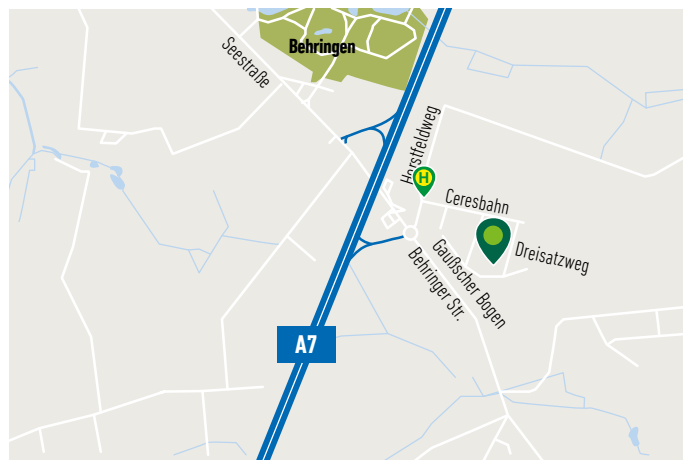 Behringen
Seestraße
Horstfeldweg
H
Ceresbahn
Dreisatzweg
Gaußscher Bogen
Behringer Str.
A7